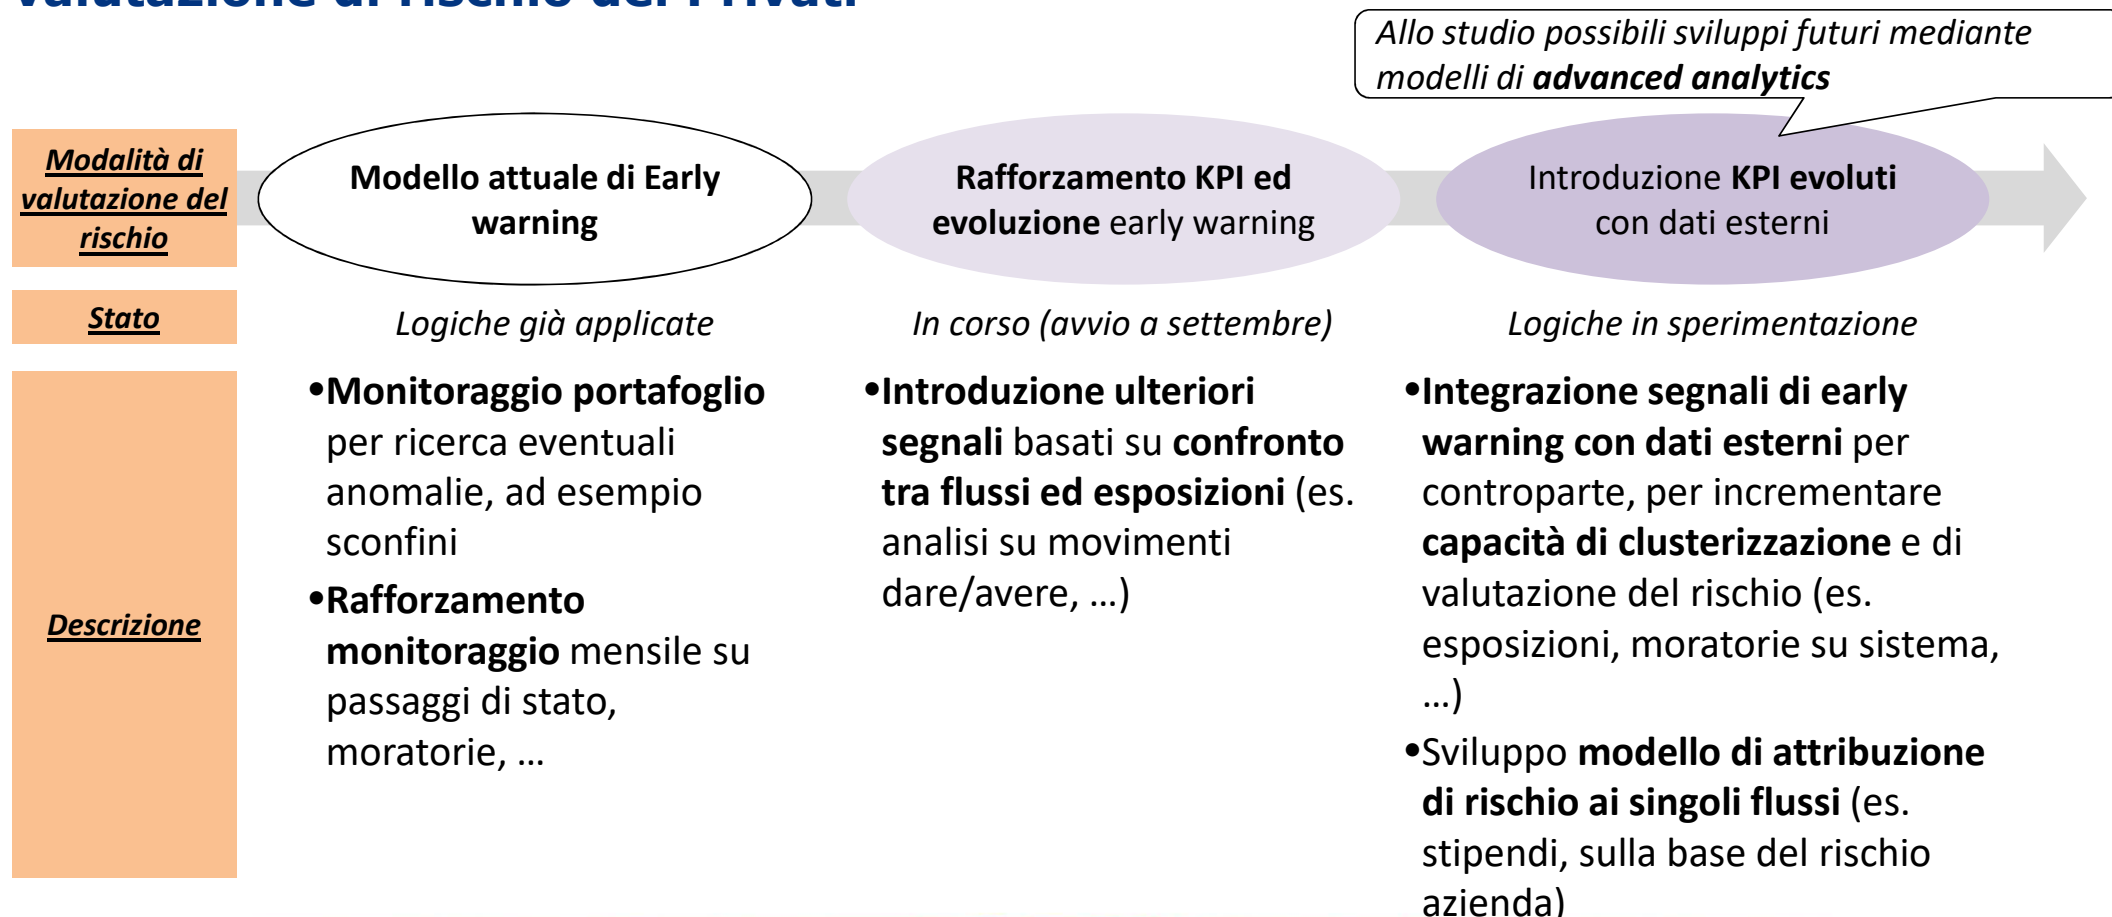 valutazione di rischio dei Privati
Allo studio possibili sviluppi futuri mediante
modelli di advanced analytics
Modalità di
valutazione del
rischio
Modello attuale di Early
warning
Rafforzamento KPI ed
evoluzione early warning
Introduzione KPI evoluti
con dati esterni
Stato
Logiche già applicate
In corso (avvio a settembre)
Logiche in sperimentazione
Descrizione
•Monitoraggio portafoglio
per ricerca eventuali
anomalie, ad esempio
sconfini
•Rafforzamento
monitoraggio mensile su
passaggi di stato,
moratorie, …
•Introduzione ulteriori
segnali basati su confronto
tra flussi ed esposizioni (es.
analisi su movimenti
dare/avere, …)
•Integrazione segnali di early
warning con dati esterni per
controparte, per incrementare
capacità di clusterizzazione e di
valutazione del rischio (es.
esposizioni, moratorie su sistema,
…)
•Sviluppo modello di attribuzione
di rischio ai singoli flussi (es.
stipendi, sulla base del rischio
azienda)